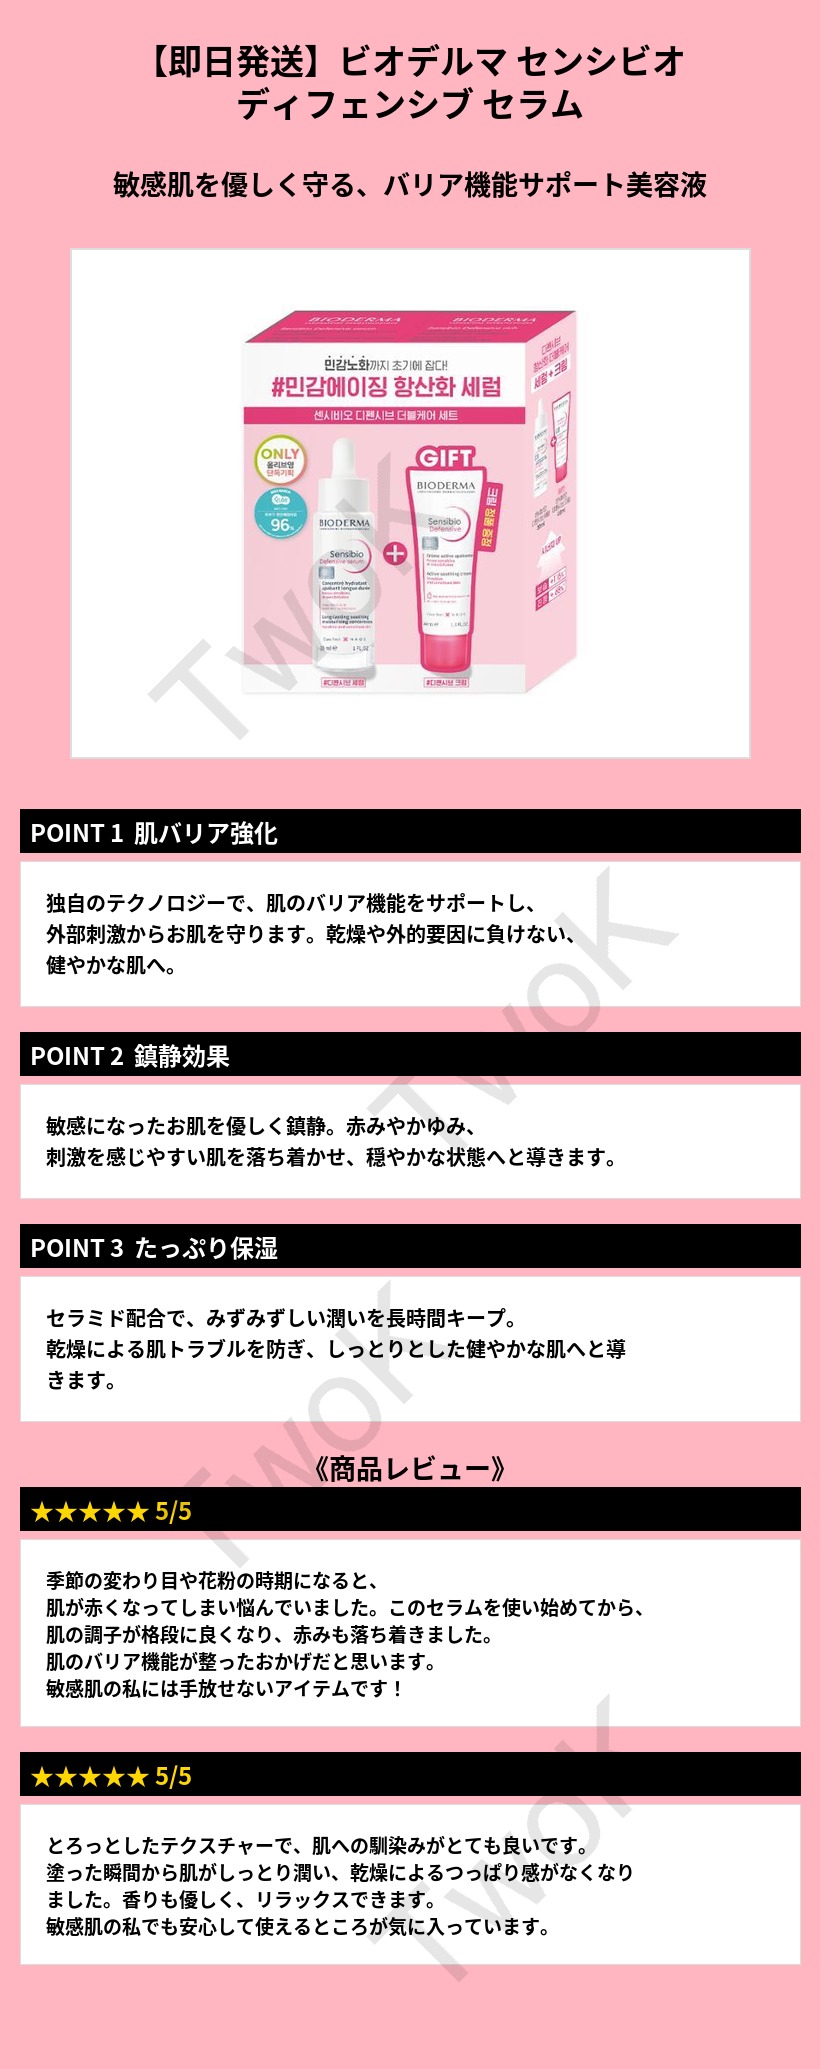 【即日発送】ビオデルマ センシビオ
ディフェンシブ セラム
敏感肌を優しく守る、バリア機能サポート美容液
BIODERMA
BIODERMA
민감노화까지 초기에 잡다!
#민감에이징 항산화 세럼
센시비오 디펜시브 더블케어 세트
ONLY
올리브영
단독기획
96%
GIFT
BIODERMA
Sensibio
Defensive serum
BIODERMA
Sensibio
Defensive
크림 정품 증정
#디펜시브 세럼
#디펜시브 크림
세럼+크림
TwoK
POINT 1 肌バリア強化
独自のテクノロジーで、肌のバリア機能をサポートし、
外部刺激からお肌を守ります。乾燥や外的要因に負けない、
健やかな肌へ。
TwoK
POINT 2 鎮静効果
敏感になったお肌を優しく鎮静。赤みやかゆみ、
刺激を感じやすい肌を落ち着かせ、穏やかな状態へと導きます。
POINT 3 たっぷり保湿
セラミド配合で、みずみずしい潤いを長時間キープ。
乾燥による肌トラブルを防ぎ、しっとりとした健やかな肌へと導
きます。
TwoK
《商品レビュー》
★★★★★ 5/5
季節の変わり目や花粉の時期になると、
肌が赤くなってしまい悩んでいました。このセラムを使い始めてから、
肌の調子が格段に良くなり、赤みも落ち着きました。
肌のバリア機能が整ったおかげだと思います。
敏感肌の私には手放せないアイテムです！
★★★★★ 5/5
とろっとしたテクスチャーで、肌への馴染みがとても良いです。
塗った瞬間から肌がしっとり潤い、乾燥によるつっぱり感がなくなり
ました。香りも優しく、リラックスできます。
敏感肌の私でも安心して使えるところが気に入っています。
TwoK